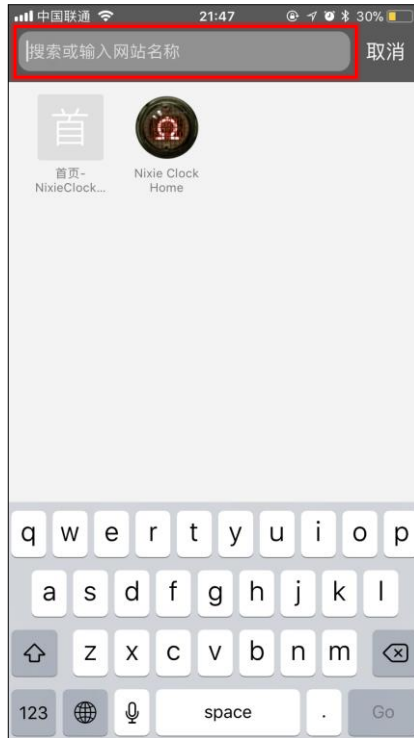 中国联通 21:47 30%
搜索或输入网站名称 取消
首 Ω
首页- Nixie Clock
NixieClock... Home
q w e r t y u i o p
a s d f g h j k l
z x c v b n m
123 space . Go